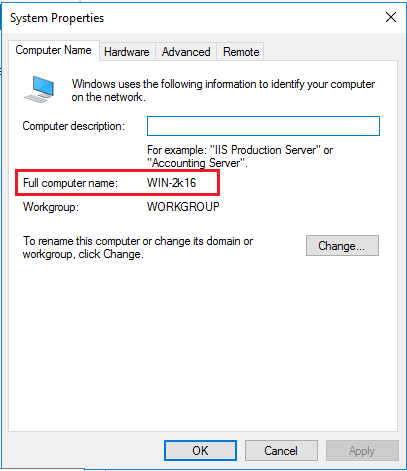 System Properties
Computer Name Hardware Advanced Remote
Windows uses the following information to identify your computer
on the network.
Computer description:
For example: "IIS Production Server" or
"Accounting Server".
Full computer name: WIN-2k16
Workgroup: WORKGROUP
To rename this computer or change its domain or
workgroup, click Change.
Change...
OK Cancel Apply